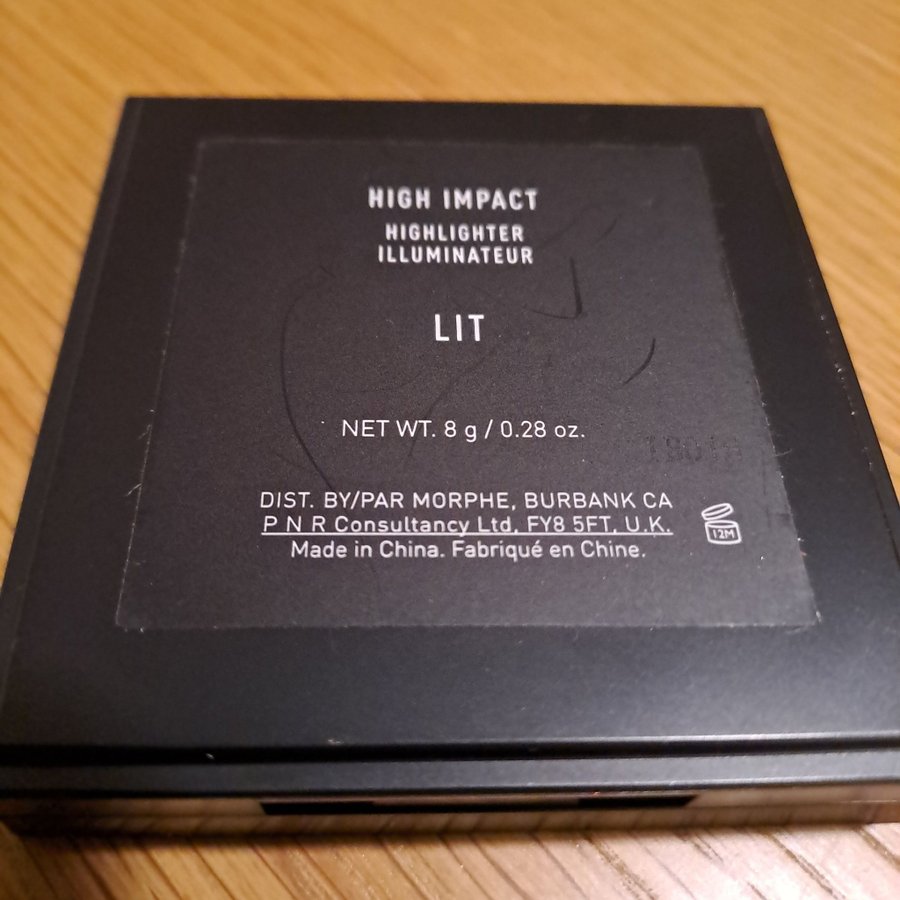 HIGH IMPACT
HIGHLIGHTER
ILLUMINATEUR
LIT
NET WT. 8 g / 0.28 oz.
DIST. BY/PAR MORPHE, BURBANK CA
P N R Consultancy Ltd, FY8 5FT, U.K.
12M
Made in China. Fabriqué en Chine.